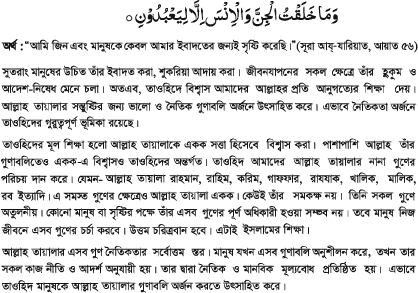 وَمَا خَلَقْتُ الْجِنَّ وَالْإِنْسَ إِلَّا لِيَعْبُدُوْنِ ○
অর্থ : “আমি জিন এবং মানুষকে কেবল আমার ইবাদতের জন্যই সৃষ্টি করেছি।”(সূরা আয্-যারিয়াত, আয়াত ৫৬)
সুতরাং মানুষের উচিত তাঁর ইবাদত করা, শুকরিয়া আদায় করা। জীবনযাপনের সকল ক্ষেত্রে তাঁর হুকুম ও
আদেশ-নিষেধ মেনে চলা। অতএব, তাওহিদে বিশ্বাস আমাদের আল্লাহর প্রতি আনুগত্যের শিক্ষা দেয়।
আল্লাহ তায়ালার সন্তুষ্টির জন্য ভালো ও নৈতিক গুণাবলি অর্জনে উৎসাহিত করে। এভাবে নৈতিকতা অর্জনে
তাওহিদের গুরুত্বপূর্ণ ভূমিকা রয়েছে।
তাওহিদের মূল শিক্ষা হলো আল্লাহ তায়ালাকে একক সত্তা হিসেবে বিশ্বাস করা। পাশাপাশি আল্লাহ তাঁর
গুণাবলিতেও একক-এ বিশ্বাসও তাওহিদের অন্তর্গত। তাওহিদ আমাদের আল্লাহ তায়ালার নানা গুণের
পরিচয় দান করে। যেমন- আল্লাহ তায়ালা রাহমান, রাহিম, করিম, গাফফার, রাযযাক, খালিক, মালিক,
রব ইত্যাদি। এ সমস্ত গুণের ক্ষেত্রেও আল্লাহ তায়ালা একক। কেউই তাঁর সমকক্ষ নয়। তিনি সকল গুণে
অতুলনীয়। কোনো মানুষ বা সৃষ্টির পক্ষে তাঁর এসব গুণের পূর্ণ অধিকারী হওয়া সম্ভব নয়। তবে মানুষ নিজ
জীবনে এসব গুণের চর্চা করবে। উত্তম চরিত্রবান হবে। এটাই ইসলামের শিক্ষা।
আল্লাহ তায়ালার এসব গুণ নৈতিকতার সর্বোত্তম স্তর। মানুষ যখন এসব গুণাবলি অনুশীলন করে, তখন তার
সকল কাজ নীতি ও আদর্শ অনুযায়ী হয়। তার দ্বারা নৈতিক ও মানবিক মূল্যবোধ প্রতিষ্ঠিত হয়। এভাবে
তাওহিদ মানুষকে আল্লাহ তায়ালার গুণাবলি অর্জন করতে উৎসাহিত করে।